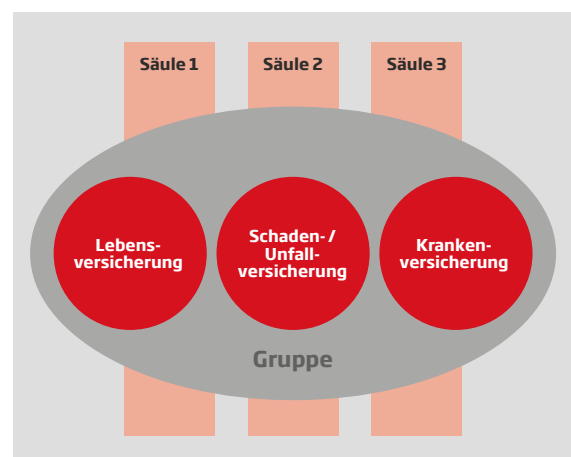 Säule 1
Säule 2
Säule 3
Lebens-
versicherung
Schaden- /
Unfall-
versicherung
Kranken-
versicherung
Gruppe